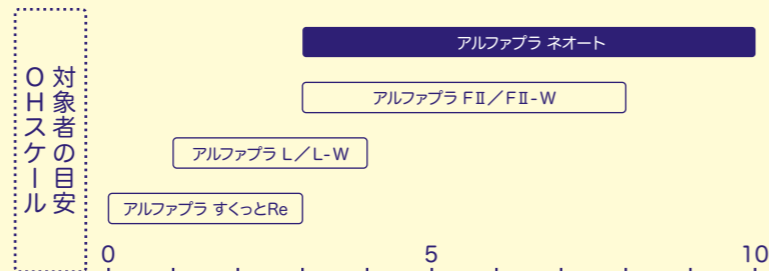 対象者の目安
OHスケール
アルファプラ ネオート
アルファプラ FⅡ／FⅡ-W
アルファプラ L／L-W
アルファプラ すくっとRe
0 5 10